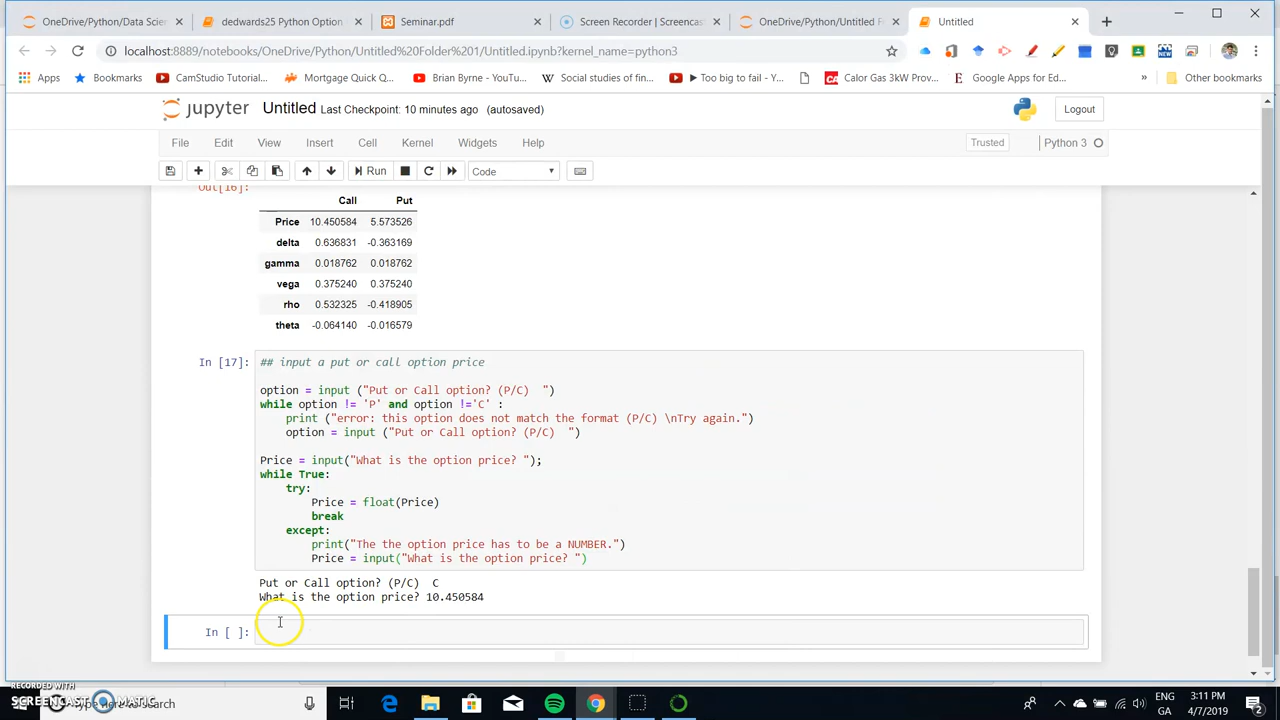 OneDrive/Python/Data Scien
dedwards25 Python Option
Seminar.pdf
Screen Recorder | Screencast
OneDrive/Python/Untitled F
Untitled
localhost:8889/notebooks/OneDrive/Python/Untitled%20Folder%201/Untitled.ipynb?kernel_name=python3
Apps
Bookmarks
CamStudio Tutorial...
Mortgage Quick Q...
Brian Byrne - YouTu...
Social studies of fin...
Too big to fail - Y...
Calor Gas 3kW Prov...
Google Apps for Ed...
Other bookmarks
jupyter Untitled Last Checkpoint: 10 minutes ago (autosaved)
Logout
File Edit View Insert Cell Kernel Widgets Help
Trusted
Python 3
Run
Code
Out[16]:
Call Put
Price 10.450584 5.573526
delta 0.636831 -0.363169
gamma 0.018762 0.018762
vega 0.375240 0.375240
rho 0.532325 -0.418905
theta -0.064140 -0.016579
In [17]: ## input a put or call option price
option = input ("Put or Call option? (P/C)  ")
while option != 'P' and option !='C' :
print ("error: this option does not match the format (P/C) \nTry again.")
option = input ("Put or Call option? (P/C)  ")
Price = input("What is the option price? ");
while True:
try:
Price = float(Price)
break
except:
print("The the option price has to be a NUMBER.")
Price = input("What is the option price? ")
Put or Call option? (P/C)  C
What is the option price? 10.450584
In [ ]:
RECORDED WITH
SCREENCAST MATIC
here to search
ENG
GA
3:11 PM
4/7/2019
2